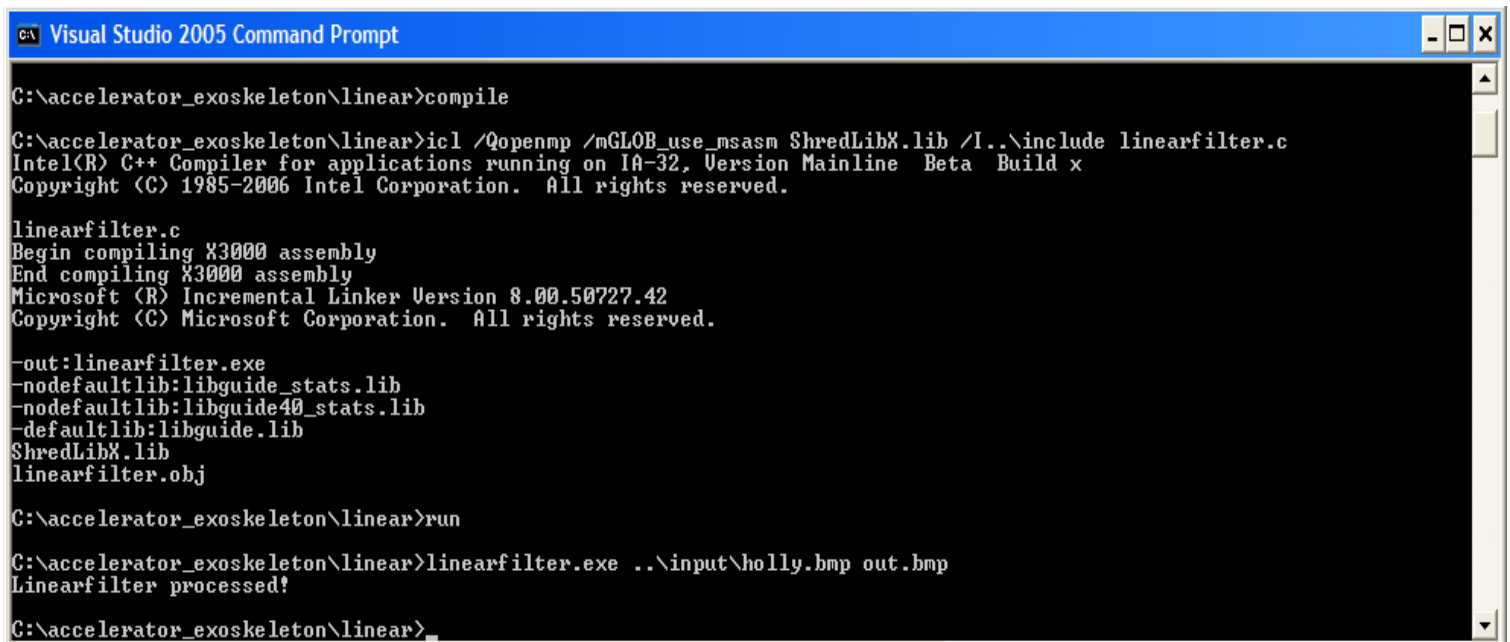 Visual Studio 2005 Command Prompt
C:\accelerator_exoskeleton\linear>compile
C:\accelerator_exoskeleton\linear>icl /Qopenmp /mGLOB_use_msasm ShredLibX.lib /I..\include linearfilter.c
Intel(R) C++ Compiler for applications running on IA-32, Version Mainline  Beta  Build x
Copyright (C) 1985-2006 Intel Corporation.  All rights reserved.
linearfilter.c
Begin compiling X3000 assembly
End compiling X3000 assembly
Microsoft (R) Incremental Linker Version 8.00.50727.42
Copyright (C) Microsoft Corporation.  All rights reserved.
-out:linearfilter.exe
-nodefaultlib:libguide_stats.lib
-nodefaultlib:libguide40_stats.lib
-defaultlib:libguide.lib
ShredLibX.lib
linearfilter.obj
C:\accelerator_exoskeleton\linear>run
C:\accelerator_exoskeleton\linear>linearfilter.exe ..\input\holly.bmp out.bmp
Linearfilter processed!
C:\accelerator_exoskeleton\linear>_